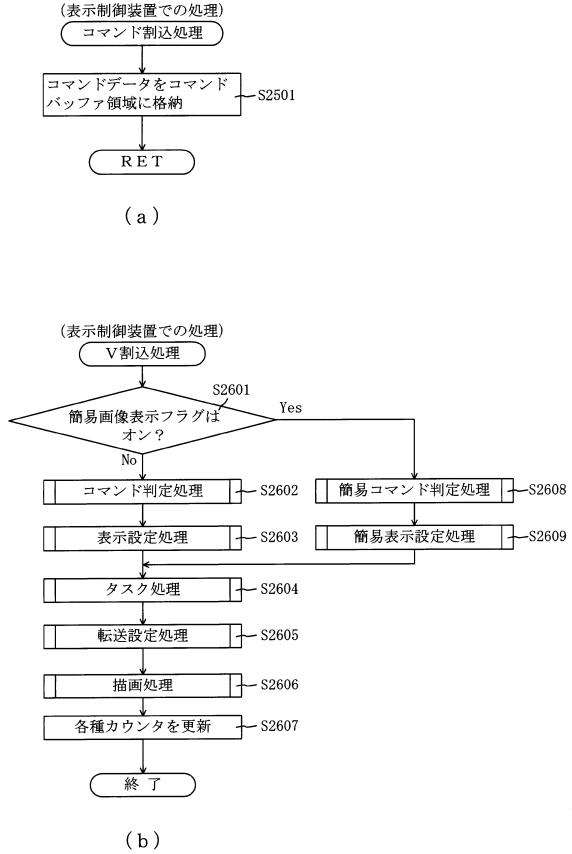 (表示制御装置での処理)
コマンド割込処理
コマンドデータをコマンド
バッファ領域に格納
S2501
RET
(a)
(表示制御装置での処理)
V割込処理
S2601
簡易画像表示フラグは
オン?
Yes
No
コマンド判定処理
S2602
簡易コマンド判定処理
S2608
表示設定処理
S2603
簡易表示設定処理
S2609
タスク処理
S2604
転送設定処理
S2605
描画処理
S2606
各種カウンタを更新
S2607
終了
(b)